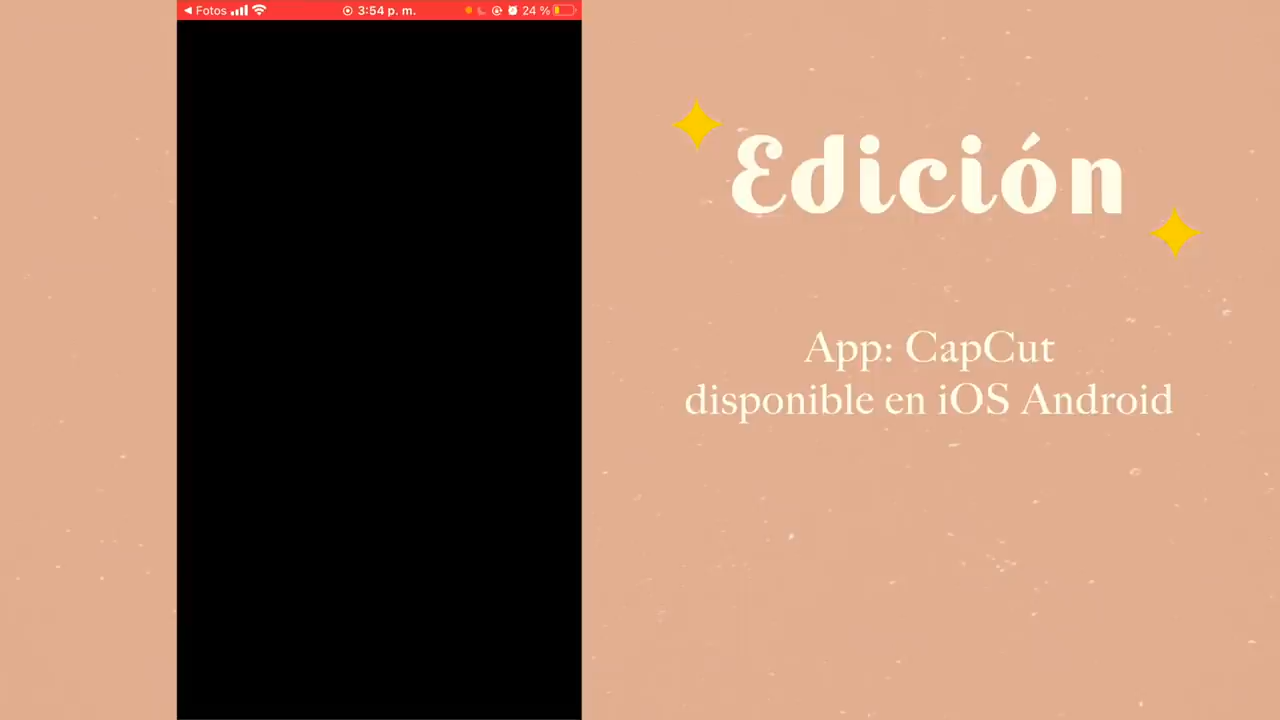 Fotos 3:54 p. m. 24 %
Edición
App: CapCut
disponible en iOS Android